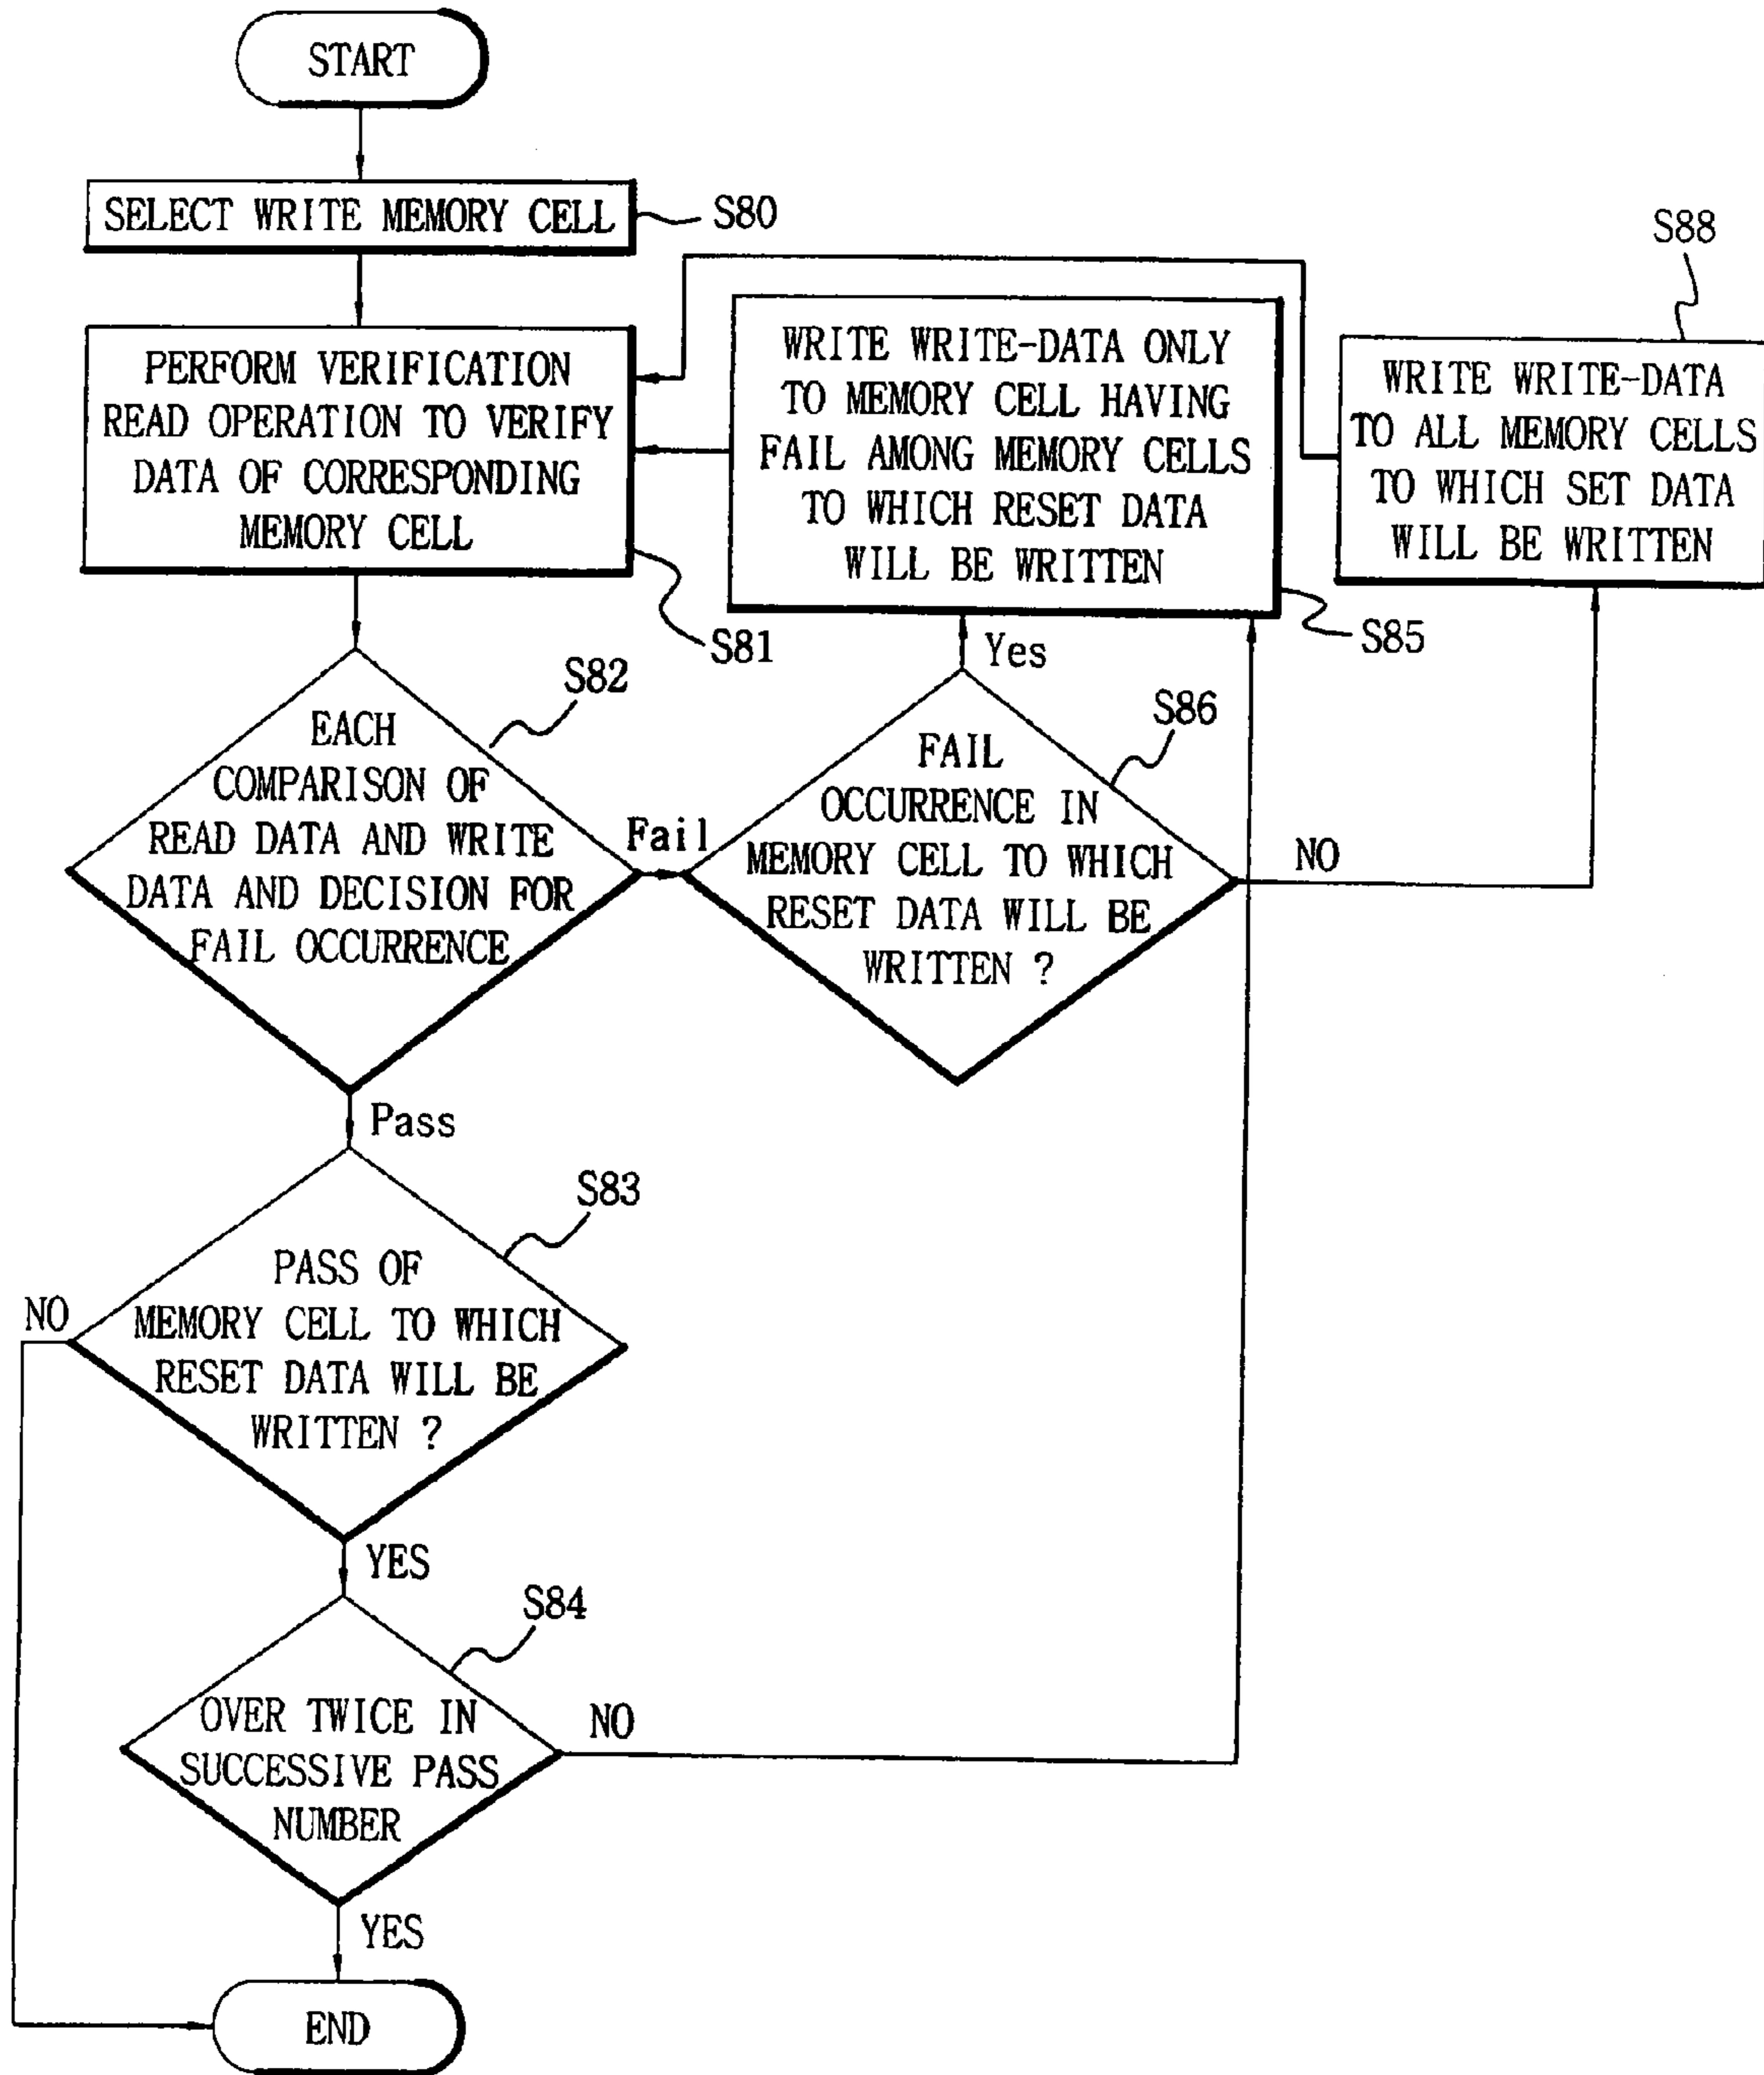 START
SELECT WRITE MEMORY CELL
S80
PERFORM VERIFICATION
READ OPERATION TO VERIFY
DATA OF CORRESPONDING
MEMORY CELL
S81
WRITE WRITE-DATA ONLY
TO MEMORY CELL HAVING
FAIL AMONG MEMORY CELLS
TO WHICH RESET DATA
WILL BE WRITTEN
S85
S88
WRITE WRITE-DATA
TO ALL MEMORY CELLS
TO WHICH SET DATA
WILL BE WRITTEN
S82
EACH
COMPARISON OF
READ DATA AND WRITE
DATA AND DECISION FOR
FAIL OCCURRENCE
Fail
Yes
S86
FAIL
OCCURRENCE IN
MEMORY CELL TO WHICH
RESET DATA WILL BE
WRITTEN ?
NO
Pass
S83
PASS OF
MEMORY CELL TO WHICH
RESET DATA WILL BE
WRITTEN ?
NO
YES
S84
OVER TWICE IN
SUCCESSIVE PASS
NUMBER
NO
YES
END